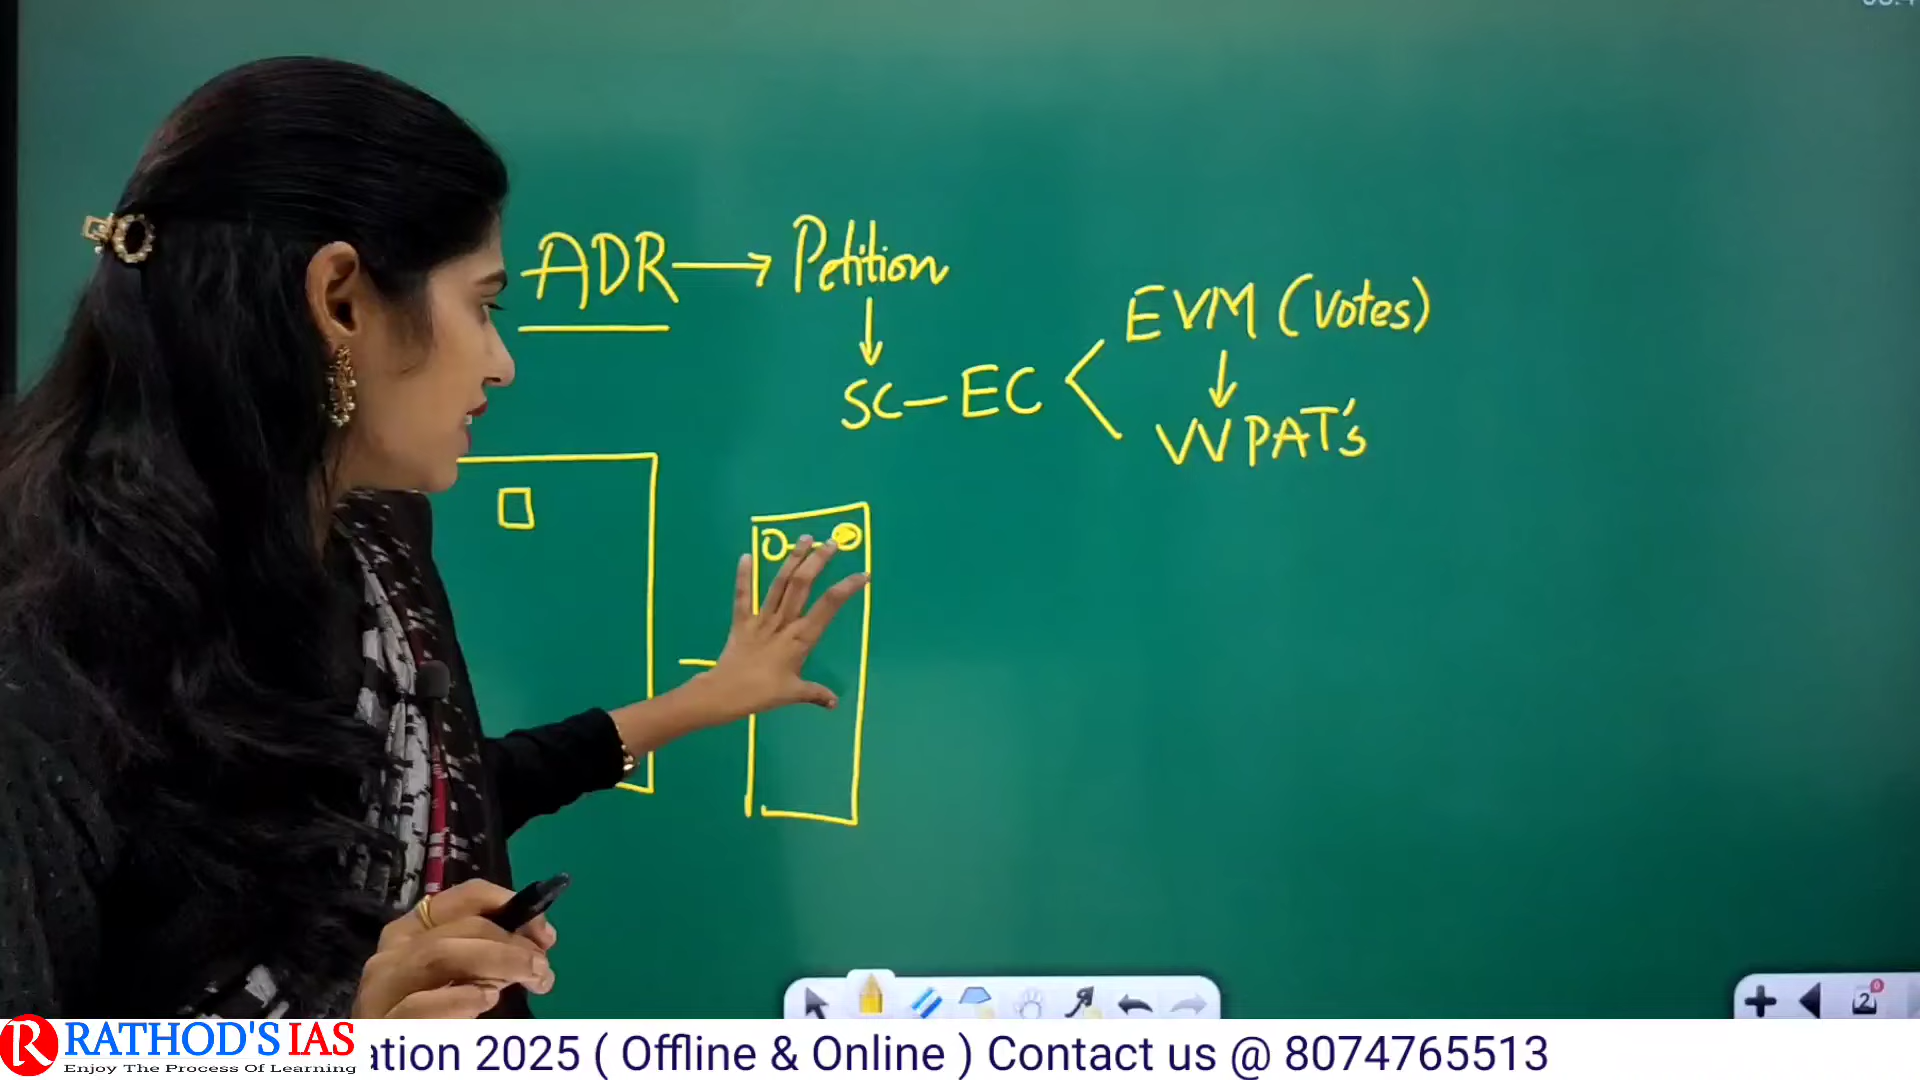 ADR → Petition
↓
EVM (Votes)
↓
SC - EC <
VVPAT's
2
RATHOD'S IAS
Enjoy The Process Of Learning
ation 2025 ( Offline & Online ) Contact us @ 8074765513